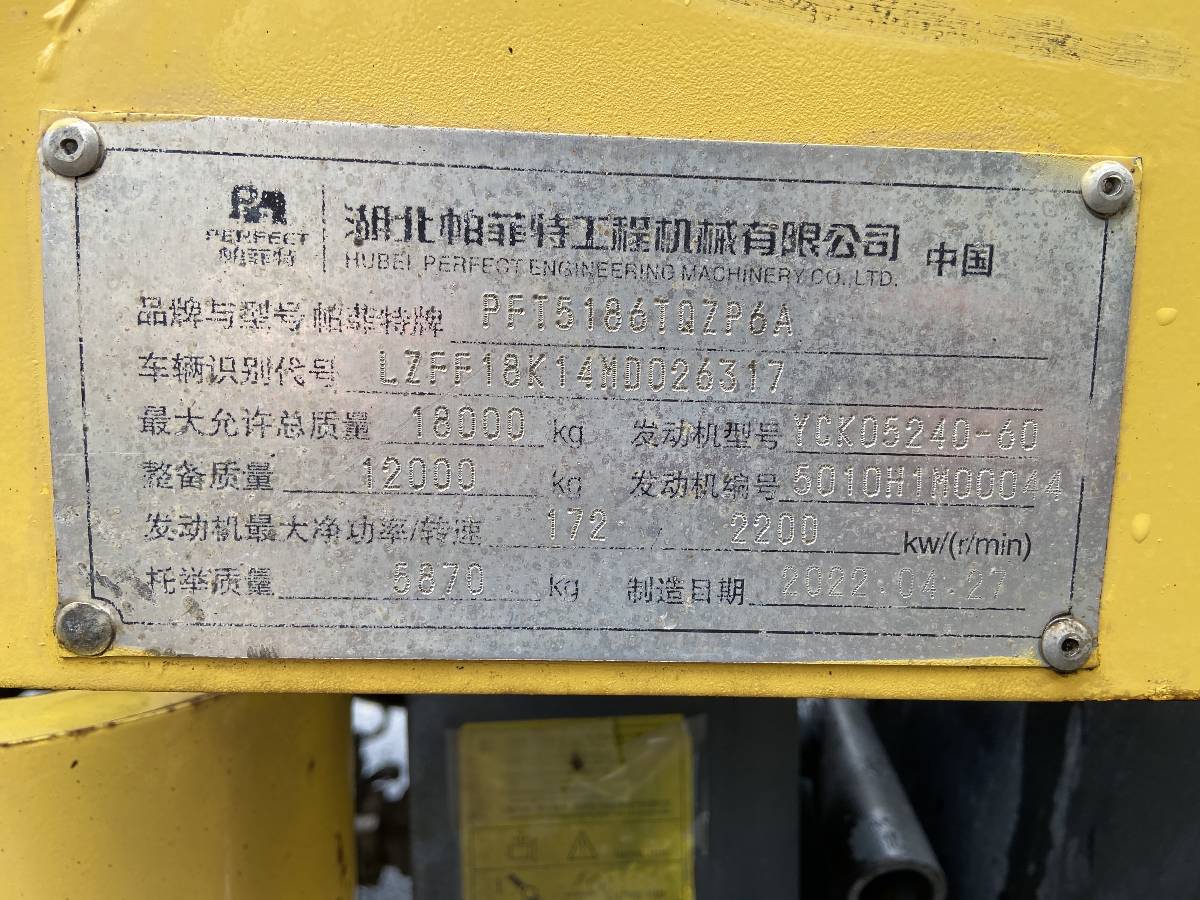 PERFECT
帕菲特
湖北帕菲特工程机械有限公司 中国
HUBEI PERFECT ENGINEERING MACHINERY CO., LTD.
品牌与型号 帕菲特牌 PFT5186TQZP6A
车辆识别代号 LZFF18K14MD026317
最大允许总质量 18000 kg 发动机型号 YCK05240-60
整备质量 12000 kg 发动机编号 5010H1M00044
发动机最大净功率/转速 172 / 2200 kw/(r/min)
托举质量 5870 kg 制造日期 2022.04.27